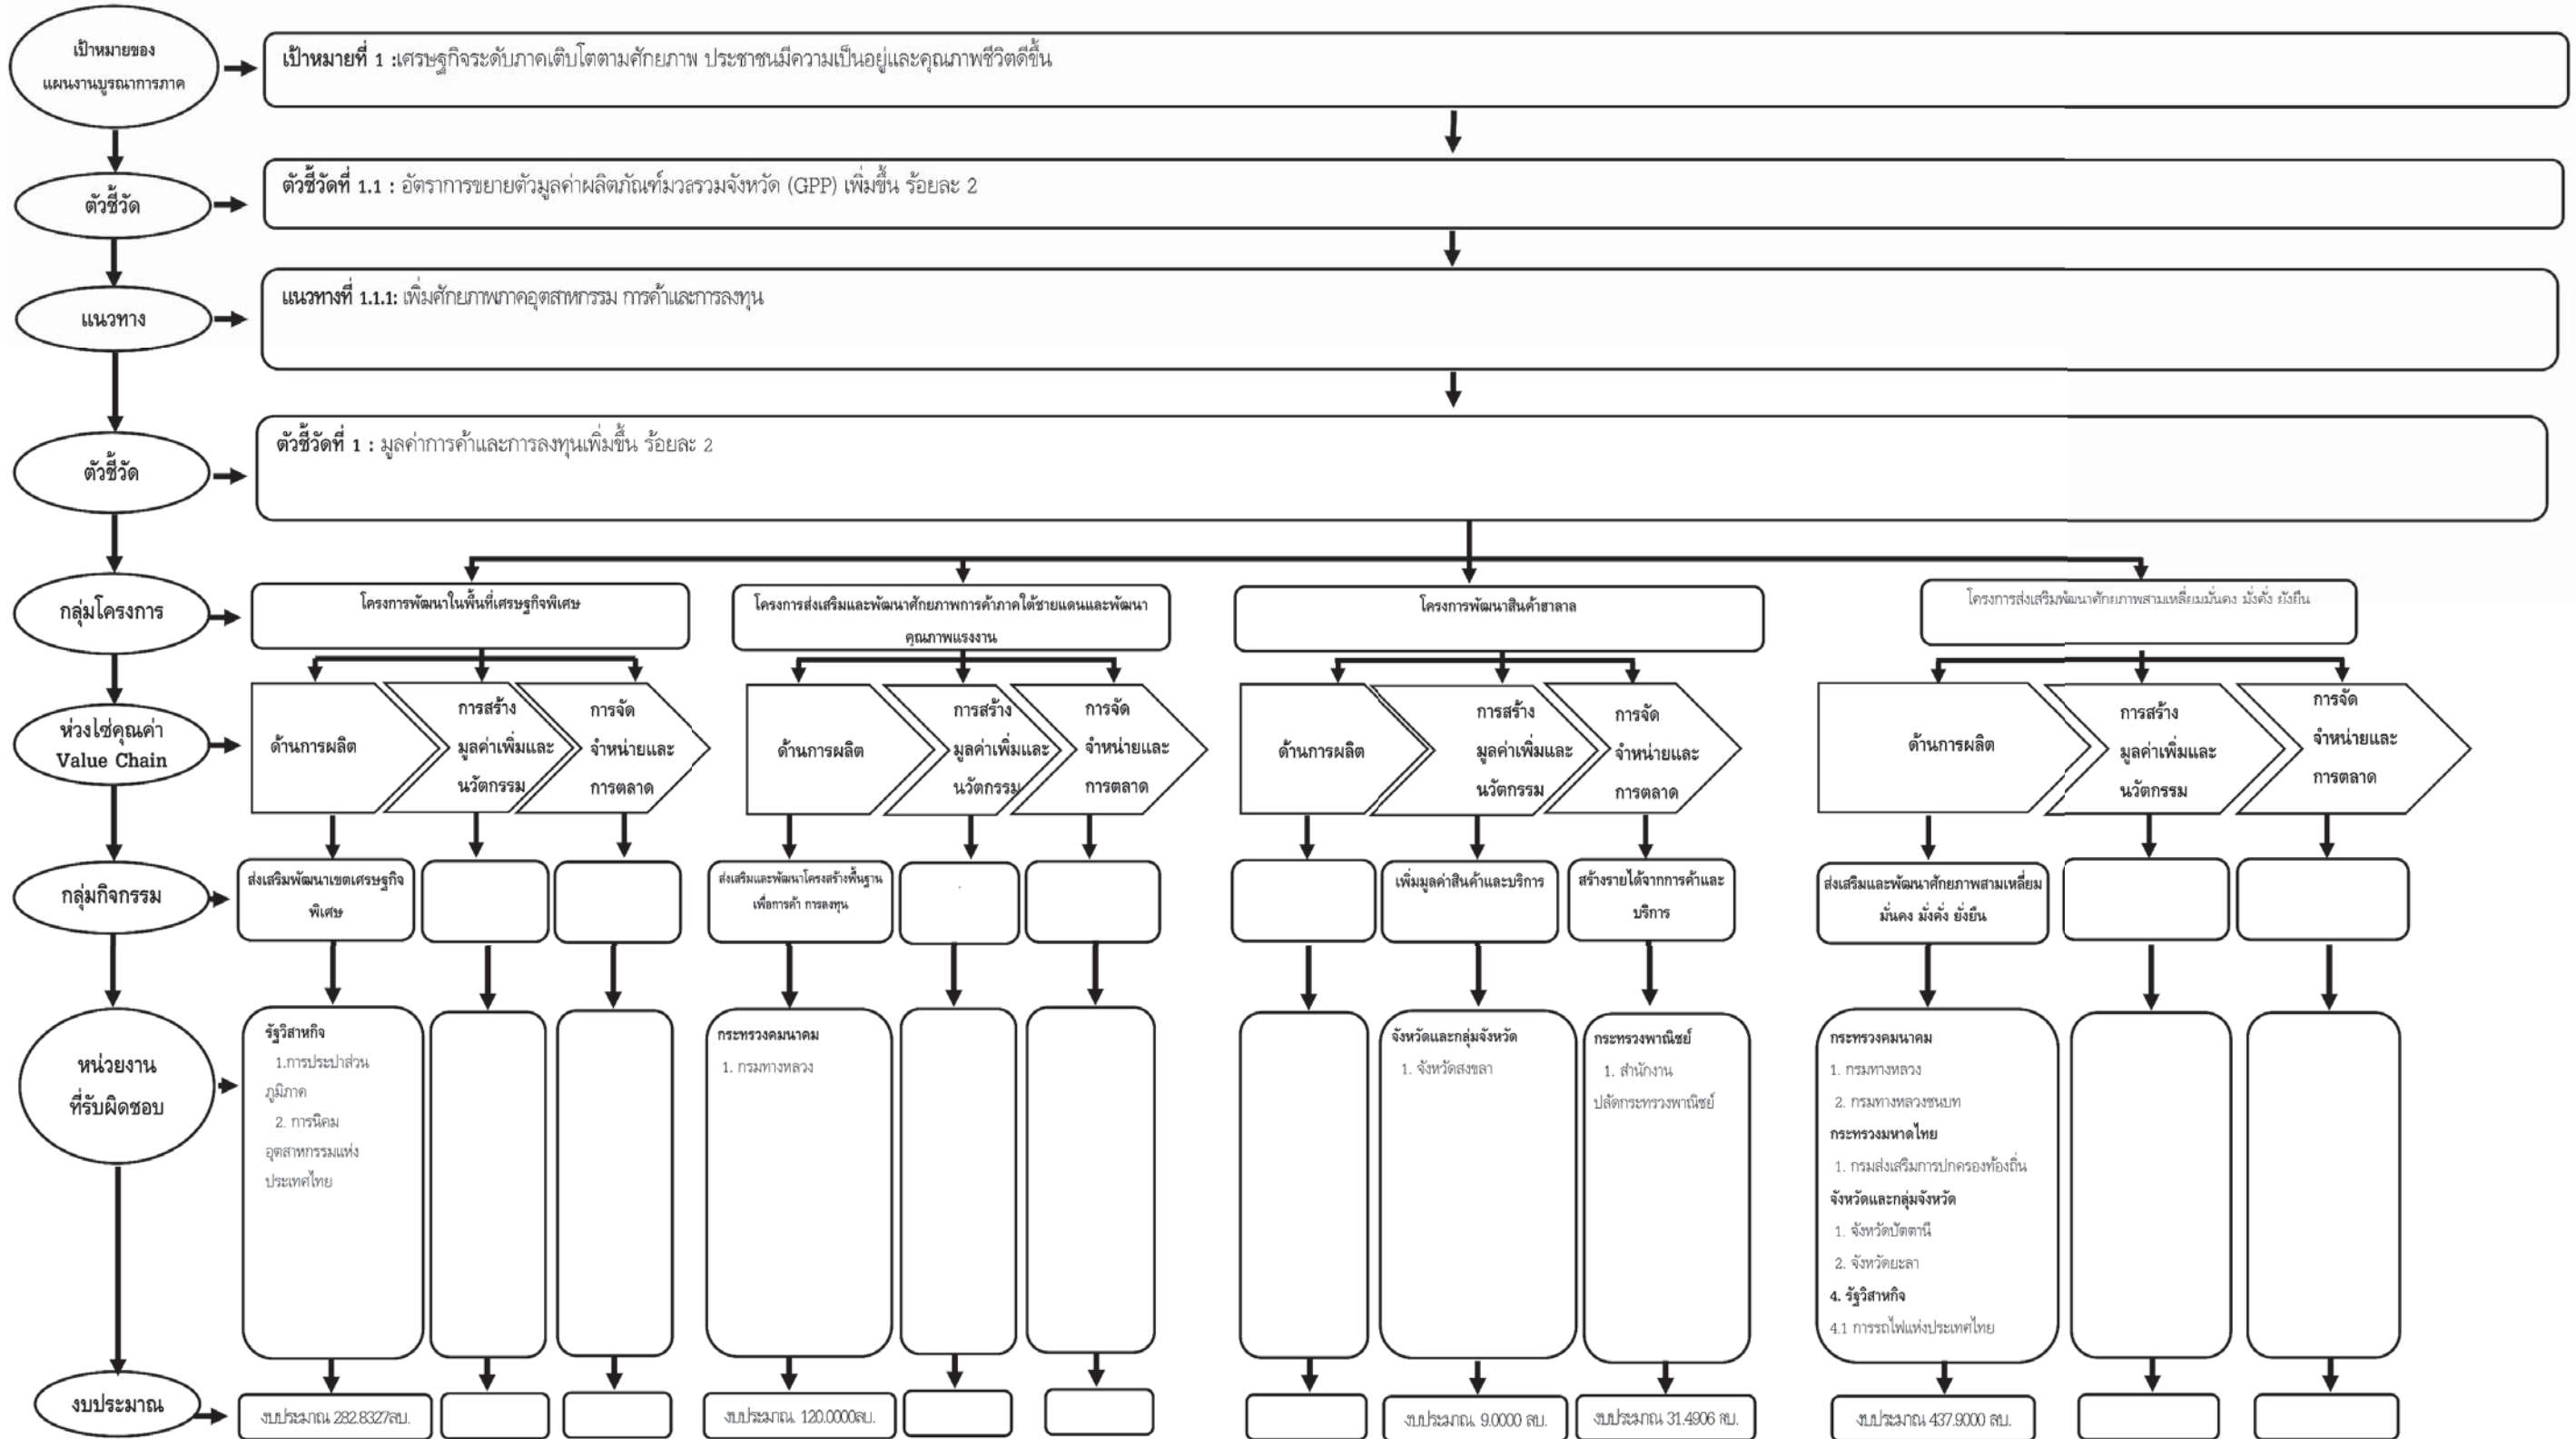 เป้าหมายของ
แผนงานบูรณาการภาค
เป้าหมายที่ 1 :เศรษฐกิจระดับภาคเติบโตตามศักยภาพ ประชาชนมีความเป็นอยู่และคุณภาพชีวิตดีขึ้น
ตัวชี้วัด
ตัวชี้วัดที่ 1.1 : อัตราการขยายตัวมูลค่าผลิตภัณฑ์มวลรวมจังหวัด (GPP) เพิ่มขึ้น ร้อยละ 2
แนวทาง
แนวทางที่ 1.1.1: เพิ่มศักยภาพภาคอุตสาหกรรม การค้าและการลงทุน
ตัวชี้วัด
ตัวชี้วัดที่ 1 : มูลค่าการค้าและการลงทุนเพิ่มขึ้น ร้อยละ 2
กลุ่มโครงการ
โครงการพัฒนาในพื้นที่เศรษฐกิจพิเศษ
โครงการส่งเสริมและพัฒนาศักยภาพการค้าภาคใต้ชายแดนและพัฒนา
คุณภาพแรงงาน
โครงการพัฒนาสินค้าฮาลาล
โครงการส่งเสริมพัฒนาศักยภาพสามเหลี่ยมมั่นคง มั่งคั่ง ยั่งยืน
ห่วงโซ่คุณค่า
Value Chain
ด้านการผลิต
การสร้าง
มูลค่าเพิ่มและ
นวัตกรรม
การจัด
จำหน่ายและ
การตลาด
ด้านการผลิต
การสร้าง
มูลค่าเพิ่มและ
นวัตกรรม
การจัด
จำหน่ายและ
การตลาด
ด้านการผลิต
การสร้าง
มูลค่าเพิ่มและ
นวัตกรรม
การจัด
จำหน่ายและ
การตลาด
ด้านการผลิต
การสร้าง
มูลค่าเพิ่มและ
นวัตกรรม
การจัด
จำหน่ายและ
การตลาด
กลุ่มกิจกรรม
ส่งเสริมพัฒนาเขตเศรษฐกิจ
พิเศษ
ส่งเสริมและพัฒนาโครงสร้างพื้นฐาน
เพื่อการค้า การลงทุน
เพิ่มมูลค่าสินค้าและบริการ
สร้างรายได้จากการค้าและ
บริการ
ส่งเสริมและพัฒนาศักยภาพสามเหลี่ยม
มั่นคง มั่งคั่ง ยั่งยืน
หน่วยงาน
ที่รับผิดชอบ
รัฐวิสาหกิจ
1.การประปาส่วน
ภูมิภาค
2. การนิคม
อุตสาหกรรมแห่ง
ประเทศไทย
กระทรวงคมนาคม
1. กรมทางหลวง
จังหวัดและกลุ่มจังหวัด
1. จังหวัดสงขลา
กระทรวงพาณิชย์
1. สำนักงาน
ปลัดกระทรวงพาณิชย์
กระทรวงคมนาคม
1. กรมทางหลวง
2. กรมทางหลวงชนบท
กระทรวงมหาดไทย
1. กรมส่งเสริมการปกครองท้องถิ่น
จังหวัดและกลุ่มจังหวัด
1. จังหวัดปัตตานี
2. จังหวัดยะลา
4. รัฐวิสาหกิจ
4.1 การรถไฟแห่งประเทศไทย
งบประมาณ
งบประมาณ 282.8327ลบ.
งบประมาณ 120.0000ลบ.
งบประมาณ 9.0000 ลบ.
งบประมาณ 31.4906 ลบ.
งบประมาณ 437.9000 ลบ.